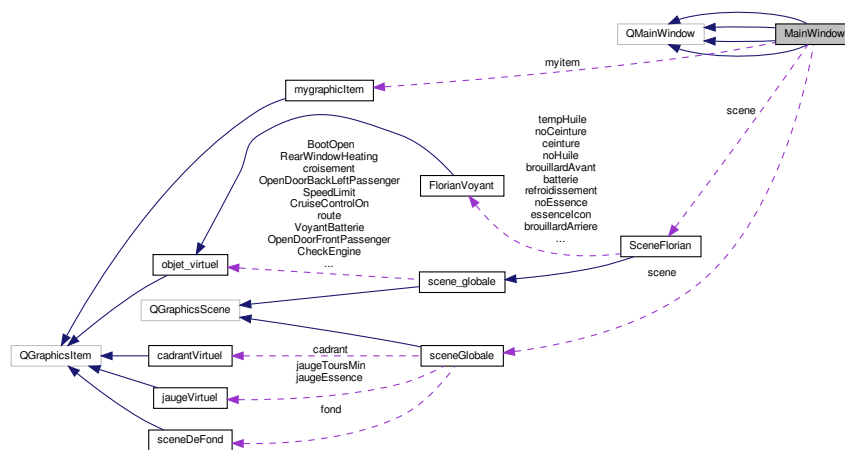 QMainWindow
MainWindow
myitem
mygraphicItem
scene
tempHuile
noCeinture
ceinture
noHuile
brouillardAvant
batterie
refroidissement
noEssence
essenceIcon
brouillardArriere
...
BootOpen
RearWindowHeating
croisement
OpenDoorBackLeftPassenger
SpeedLimit
CruiseControlOn
route
VoyantBatterie
OpenDoorFrontPassenger
CheckEngine
...
FlorianVoyant
SceneFlorian
objet_virtuel
scene_globale
scene
QGraphicsScene
QGraphicsItem
cadrantVirtuel
cadrant
sceneGlobale
jaugeToursMin
jaugeEssence
jaugeVirtuel
fond
sceneDeFond